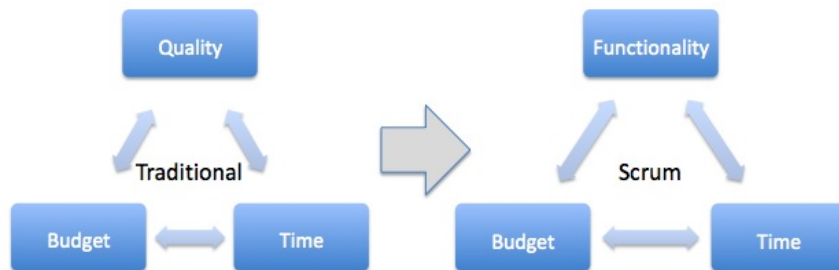 Quality
Traditional
Budget
Time
Functionality
Scrum
Budget
Time